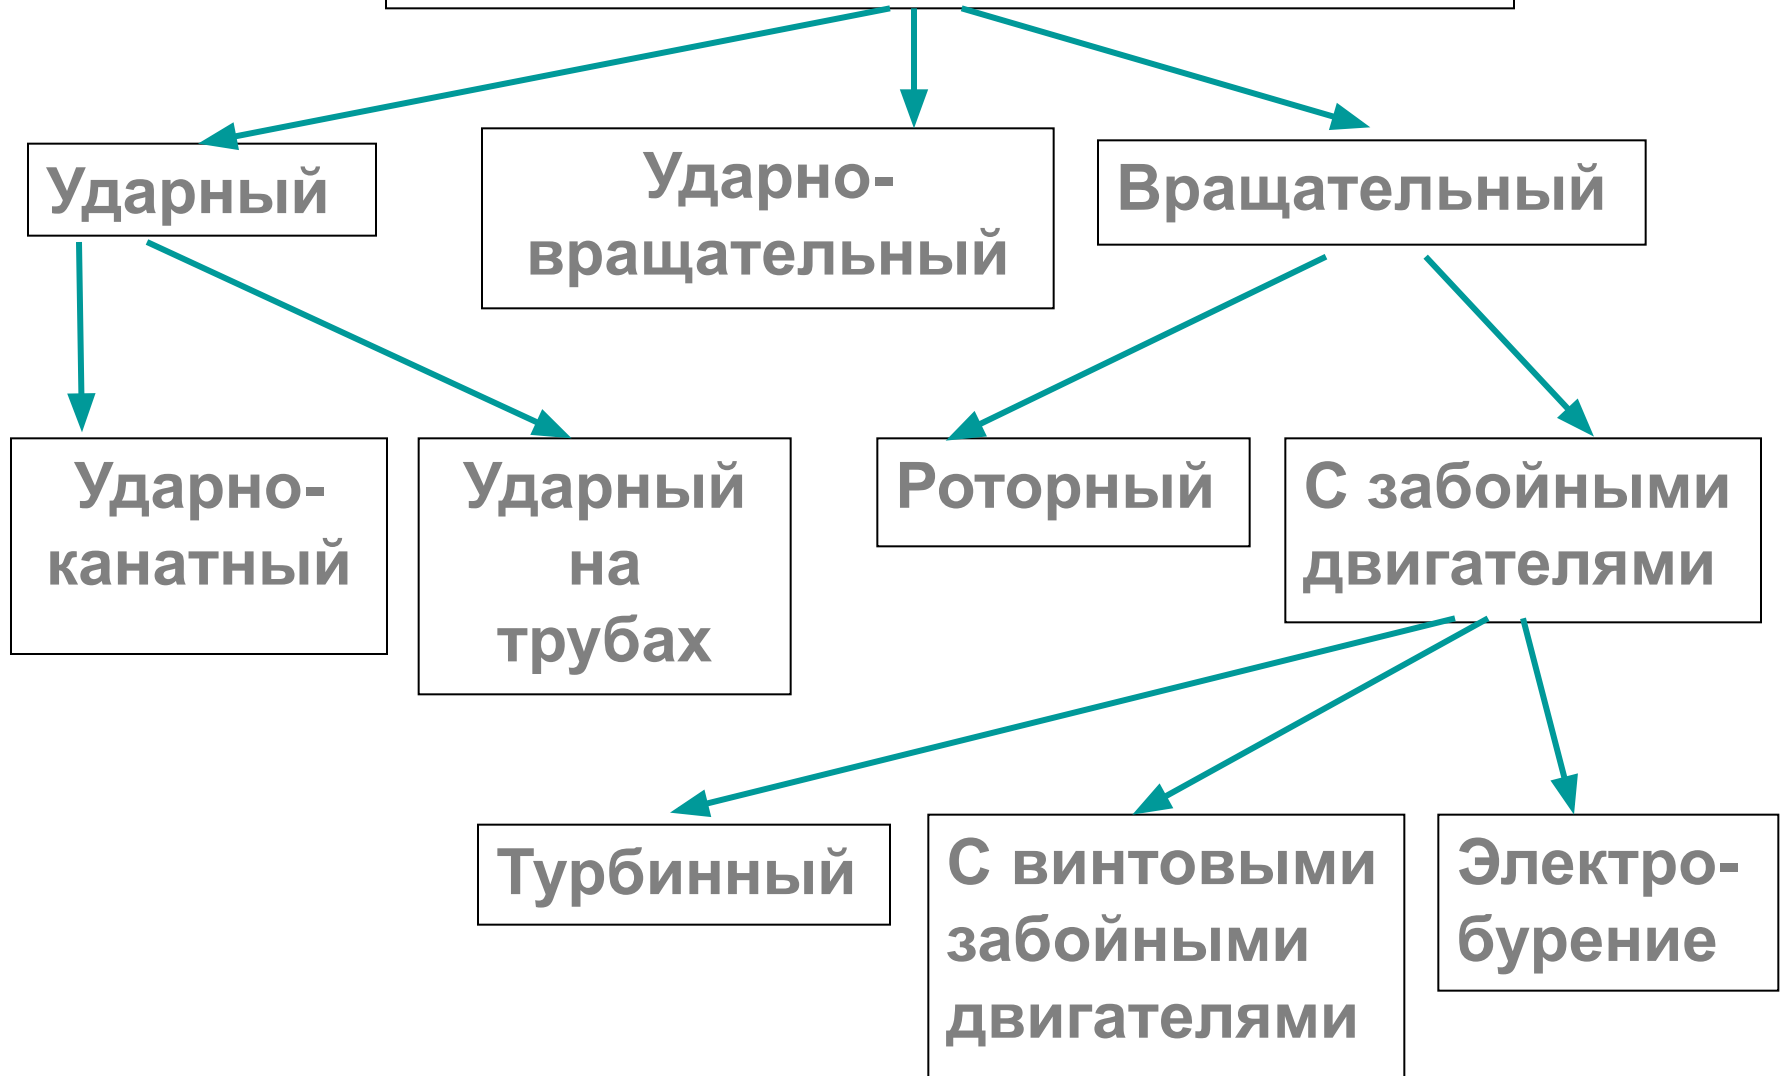 Ударный
Ударно-
вращательный
Вращательный
Ударно-
канатный
Ударный
на
трубах
Роторный
С забойными
двигателями
Турбинный
С винтовыми
забойными
двигателями
Электро-
бурение